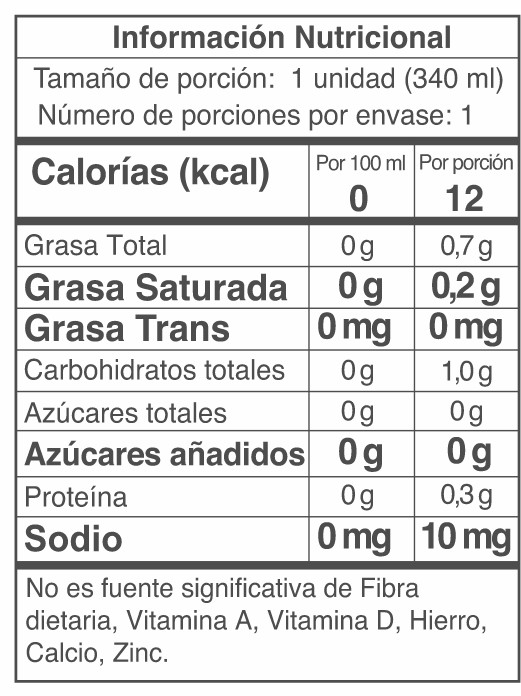 Información Nutricional
Tamaño de porción: 1 unidad (340 ml)
Número de porciones por envase: 1
Calorías (kcal) Por 100 ml 0 Por porción 12
Grasa Total 0 g 0,7 g
Grasa Saturada 0 g 0,2 g
Grasa Trans 0 mg 0 mg
Carbohidratos totales 0 g 1,0 g
Azúcares totales 0 g 0 g
Azúcares añadidos 0 g 0 g
Proteína 0 g 0,3 g
Sodio 0 mg 10 mg
No es fuente significativa de Fibra
dietaria, Vitamina A, Vitamina D, Hierro,
Calcio, Zinc.